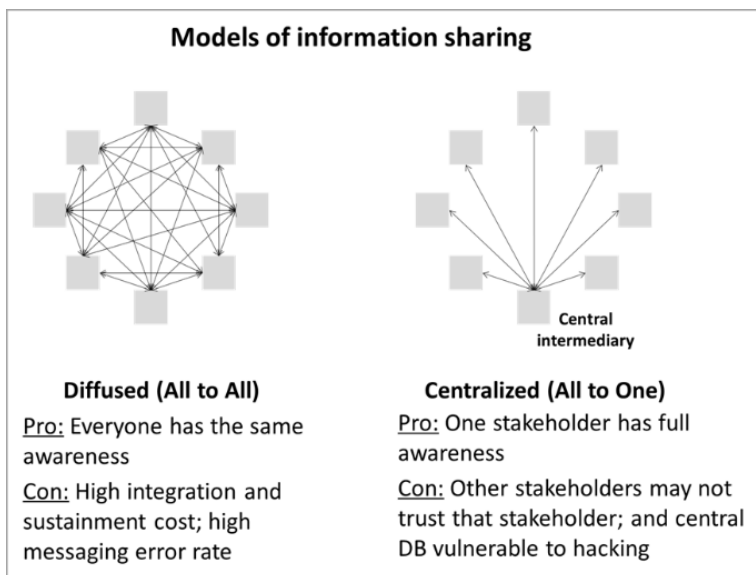 Models of information sharing
Central
intermediary
Diffused (All to All)
Pro: Everyone has the same
awareness
Con: High integration and
sustainment cost; high
messaging error rate
Centralized (All to One)
Pro: One stakeholder has full
awareness
Con: Other stakeholders may not
trust that stakeholder; and central
DB vulnerable to hacking